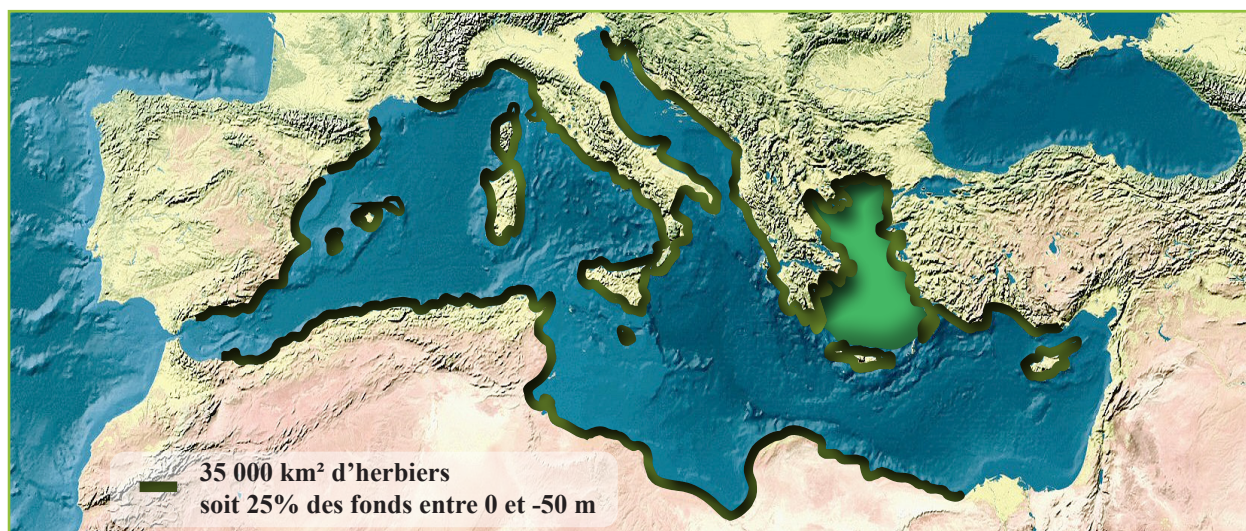 35 000 km² d’herbiers
soit 25% des fonds entre 0 et -50 m